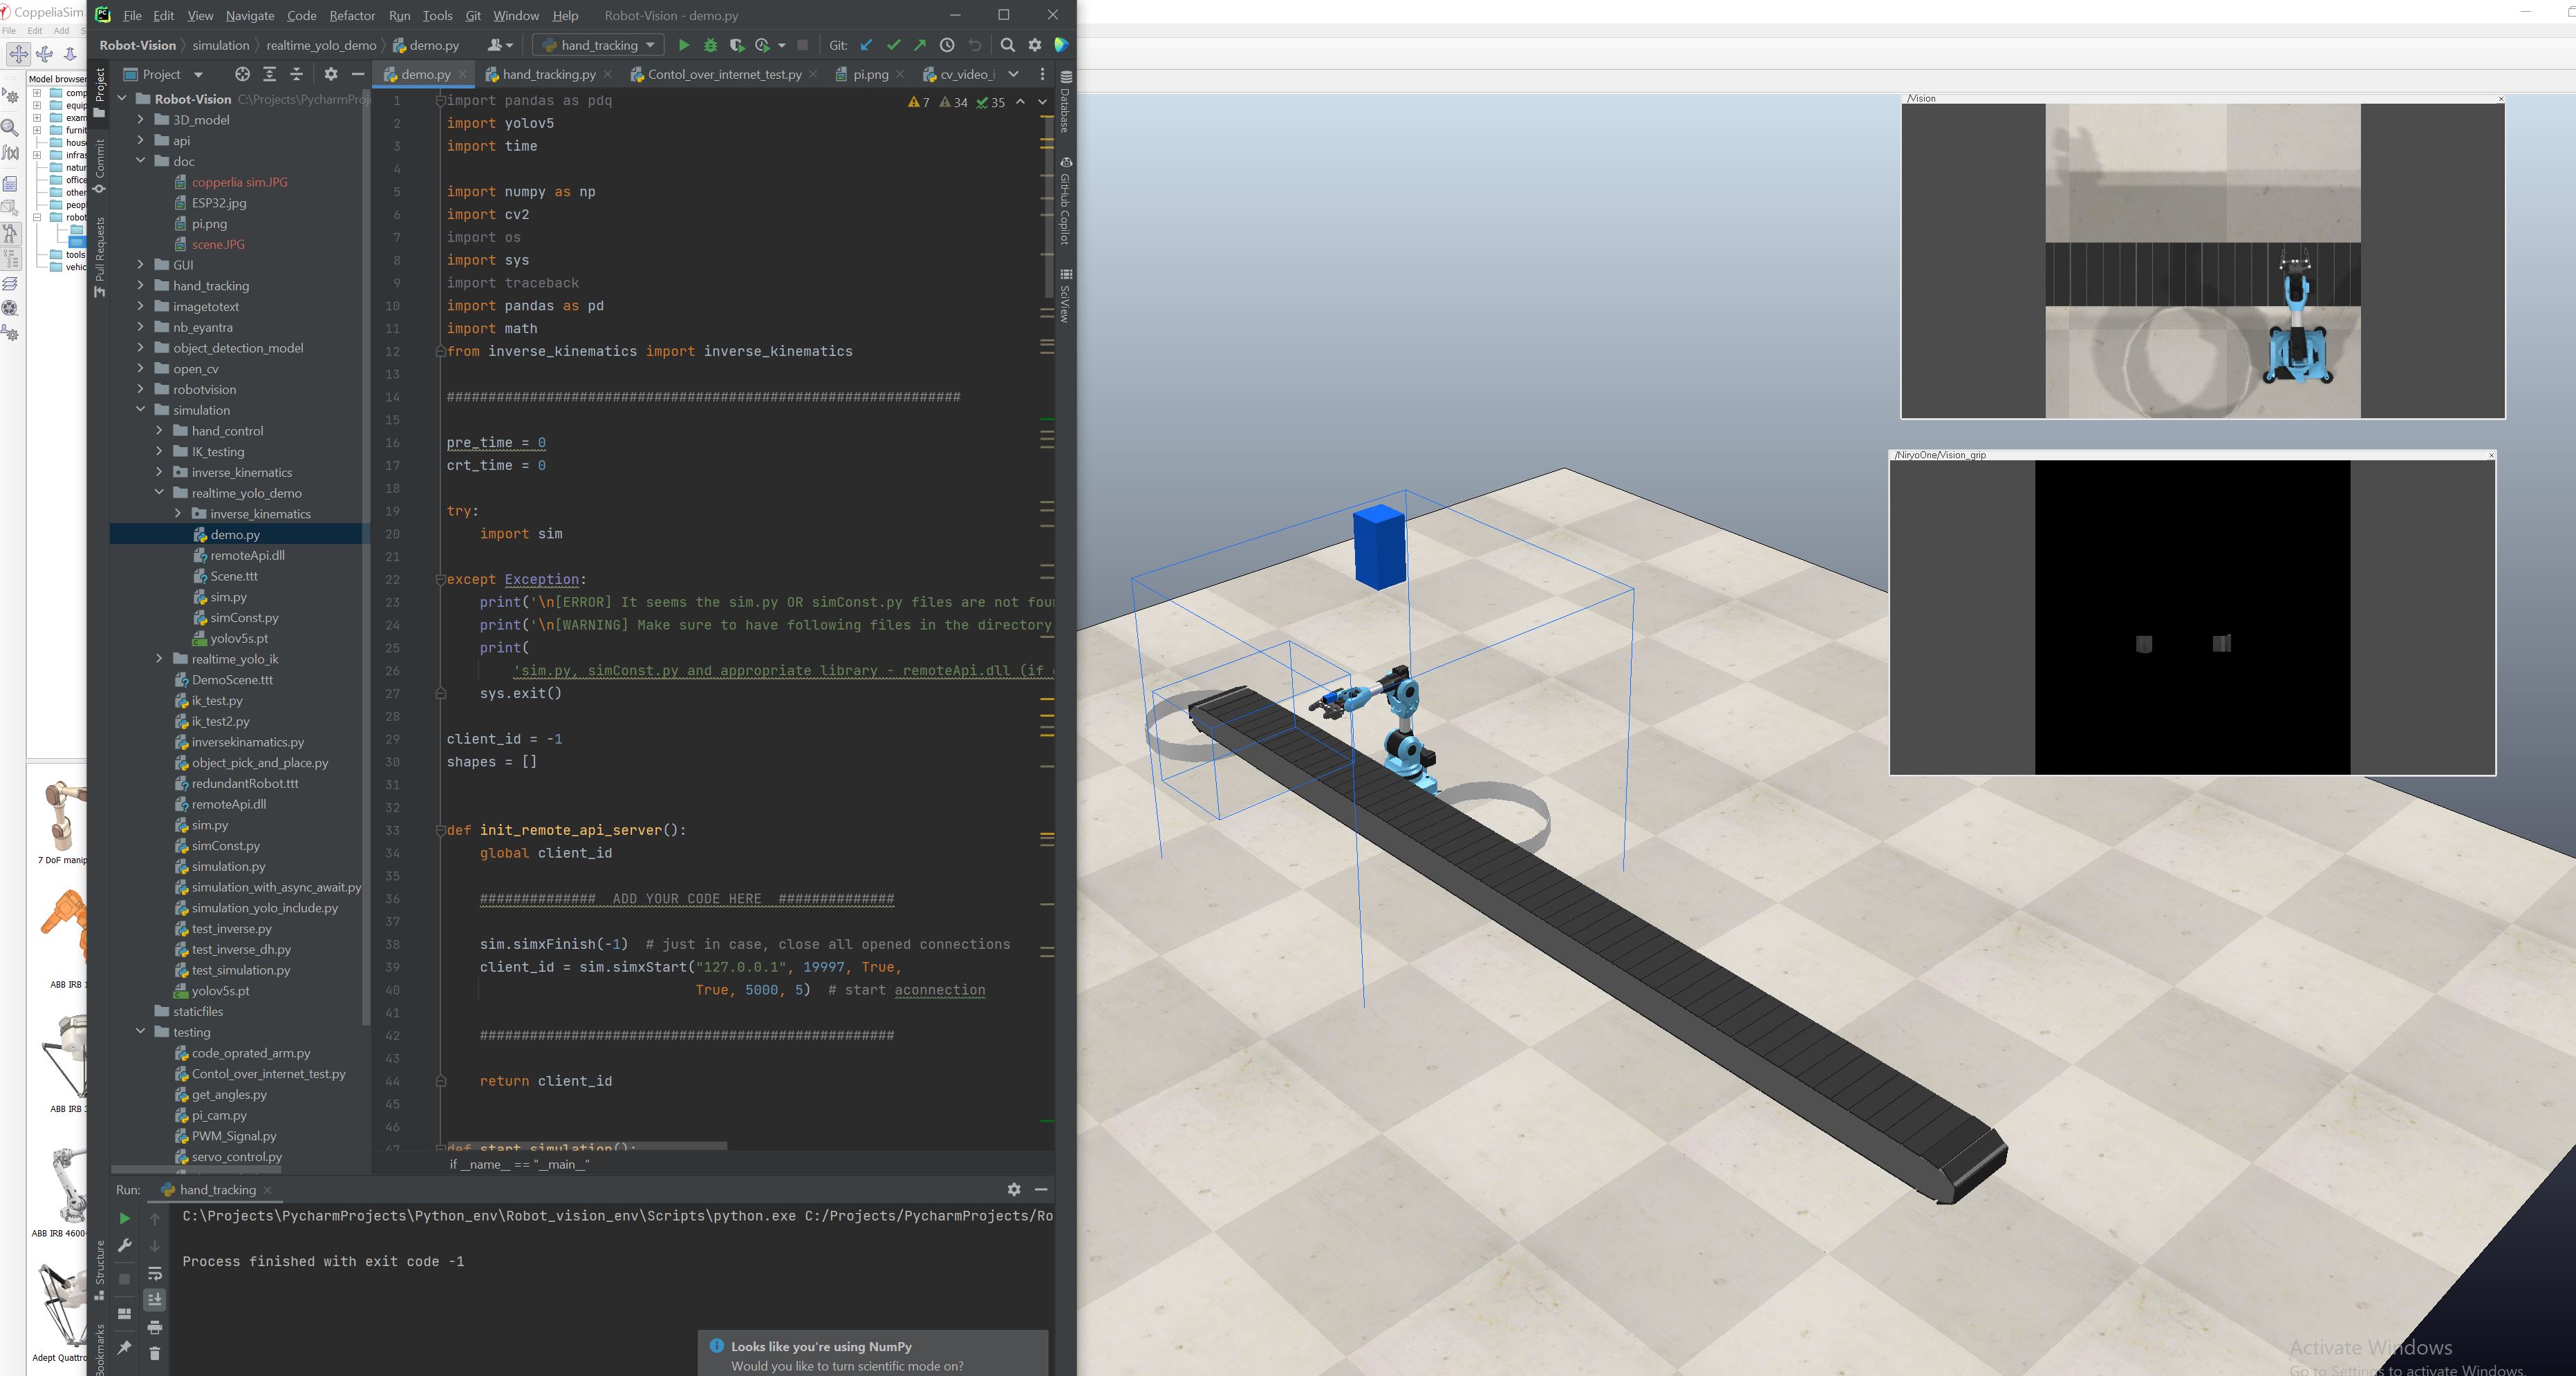 CoppeliaSim
File Edit Add
Model browser
comp
equip
exam
furnit
house
infras
natur
office
other
peopl
robot
tools
vehic
7 DoF manip
ABB IRB
ABB IRB
ABB IRB 4600-
Adept Quattro
File Edit View Navigate Code Refactor Run Tools Git Window Help Robot-Vision - demo.py
Robot-Vision simulation realtime_yolo_demo demo.py hand_tracking Git:
Project
Commit
Pull Requests
Structure
Bookmarks
Project
Robot-Vision C:\Projects\PycharmProj
3D_model
api
doc
copperlia sim.JPG
ESP32.jpg
pi.png
scene.JPG
GUI
hand_tracking
imagetotext
nb_eyantra
object_detection_model
open_cv
robotvision
simulation
hand_control
IK_testing
inverse_kinematics
realtime_yolo_demo
inverse_kinematics
demo.py
remoteApi.dll
Scene.ttt
sim.py
simConst.py
yolov5s.pt
realtime_yolo_ik
DemoScene.ttt
ik_test.py
ik_test2.py
inversekinamatics.py
object_pick_and_place.py
redundantRobot.ttt
remoteApi.dll
sim.py
simConst.py
simulation.py
simulation_with_async_await.py
simulation_yolo_include.py
test_inverse.py
test_inverse_dh.py
test_simulation.py
yolov5s.pt
staticfiles
testing
code_oprated_arm.py
Contol_over_internet_test.py
get_angles.py
pi_cam.py
PWM_Signal.py
servo_control.py
demo.py hand_tracking.py Contol_over_internet_test.py pi.png cv_video_i
7 34 35
1 import pandas as pdq
2 import yolov5
3 import time
4
5 import numpy as np
6 import cv2
7 import os
8 import sys
9 import traceback
10 import pandas as pd
11 import math
12 from inverse_kinematics import inverse_kinematics
13
14 ##############################################################
15
16 pre_time = 0
17 crt_time = 0
18
19 try:
20 import sim
21
22 except Exception:
23 print('\n[ERROR] It seems the sim.py OR simConst.py files are not foun
24 print('\n[WARNING] Make sure to have following files in the directory
25 print(
26 'sim.py, simConst.py and appropriate library - remoteApi.dll (if
27 sys.exit()
28
29 client_id = -1
30 shapes = []
31
32
33 def init_remote_api_server():
34 global client_id
35
36 ############## ADD YOUR CODE HERE ##############
37
38 sim.simxFinish(-1) # just in case, close all opened connections
39 client_id = sim.simxStart("127.0.0.1", 19997, True,
40 True, 5000, 5) # start aconnection
41
42 ##################################################
43
44 return client_id
45
46
47 def start_simulation():
if __name__ == "__main__"
Database
GitHub Copilot
SciView
Run: hand_tracking
C:\Projects\PycharmProjects\Python_env\Robot_vision_env\Scripts\python.exe C:/Projects/PycharmProjects/Ro
Process finished with exit code -1
Looks like you're using NumPy
Would you like to turn scientific mode on?
/Vision
/NiryoOne/Vision_grip
Activate Windows
Go to Settings to activate Windows.